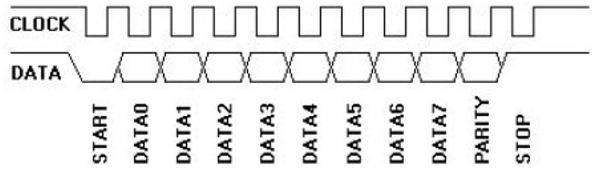 CLOCK
DATA
START
DATA0
DATA1
DATA2
DATA3
DATA4
DATA5
DATA6
DATA7
PARITY
STOP